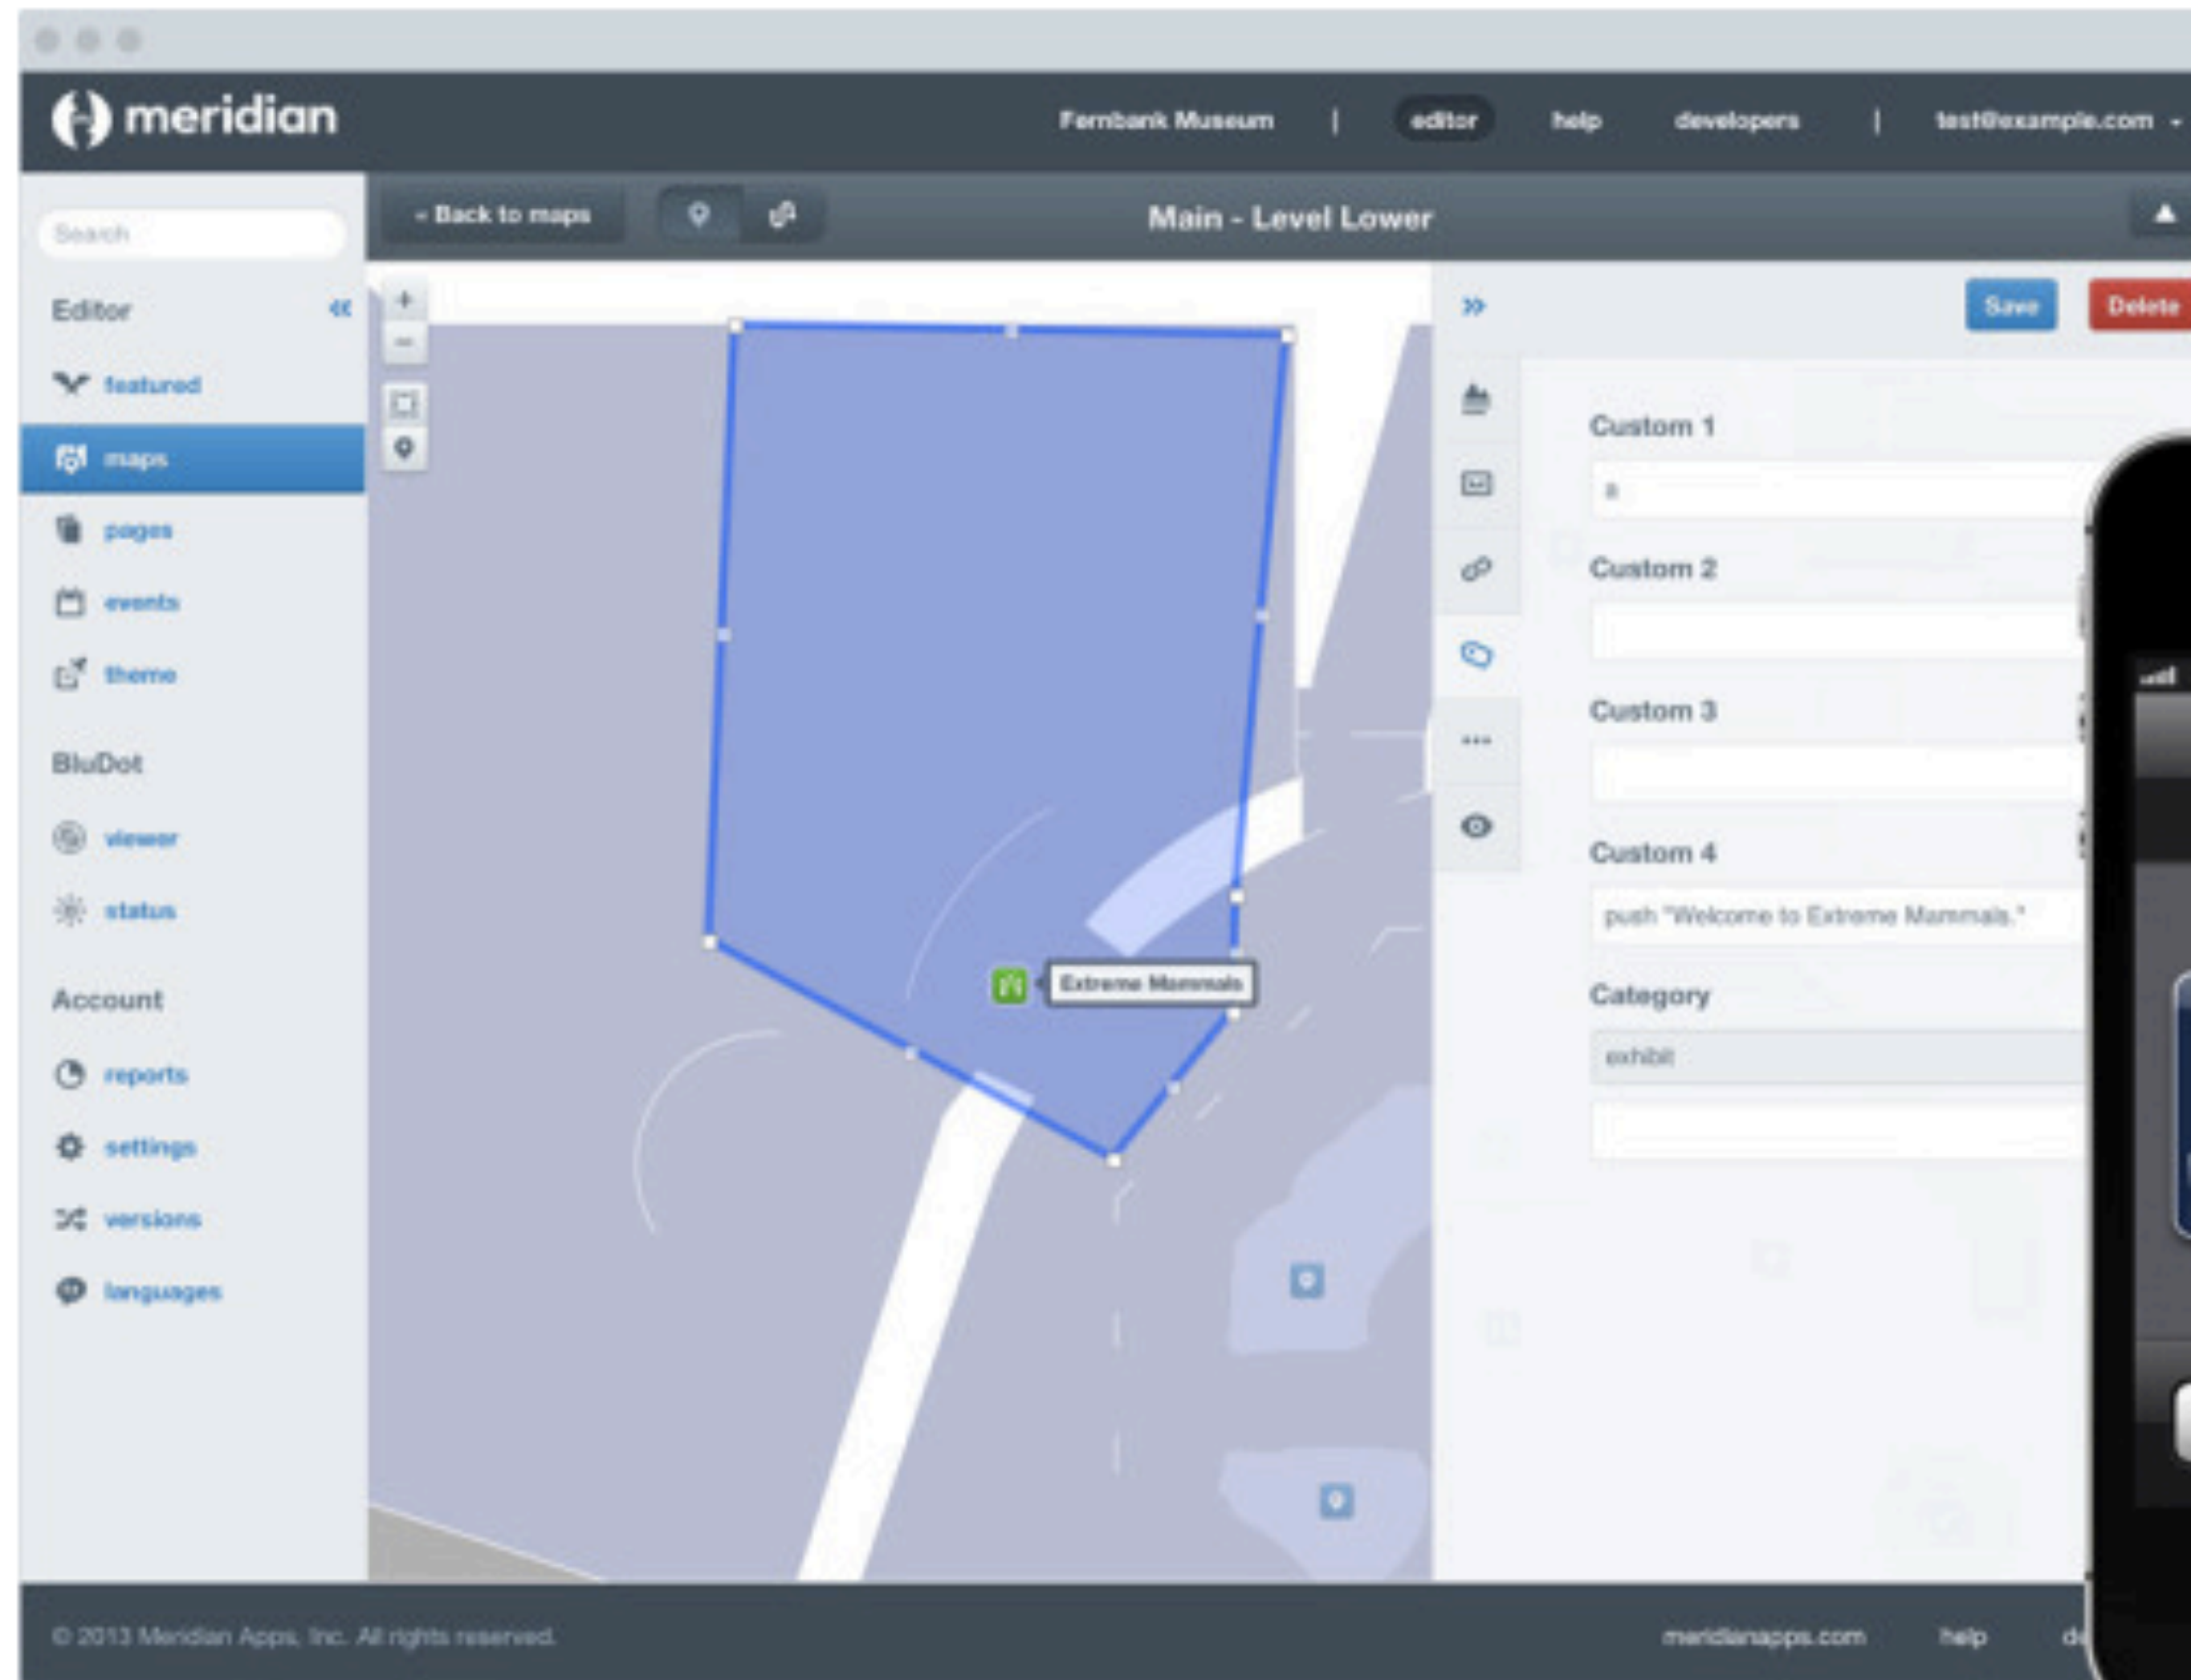 meridian
Fernbank Museum | editor help developers | test@example.com
Search
« Back to maps
Main - Level Lower
Editor
featured
maps
pages
events
theme
BluDot
viewer
status
Account
reports
settings
versions
languages
Extreme Mammals
Save Delete
Custom 1
a
Custom 2
Custom 3
Custom 4
push "Welcome to Extreme Mammals."
Category
exhibit
© 2013 Meridian Apps, Inc. All rights reserved.
meridianapps.com help de